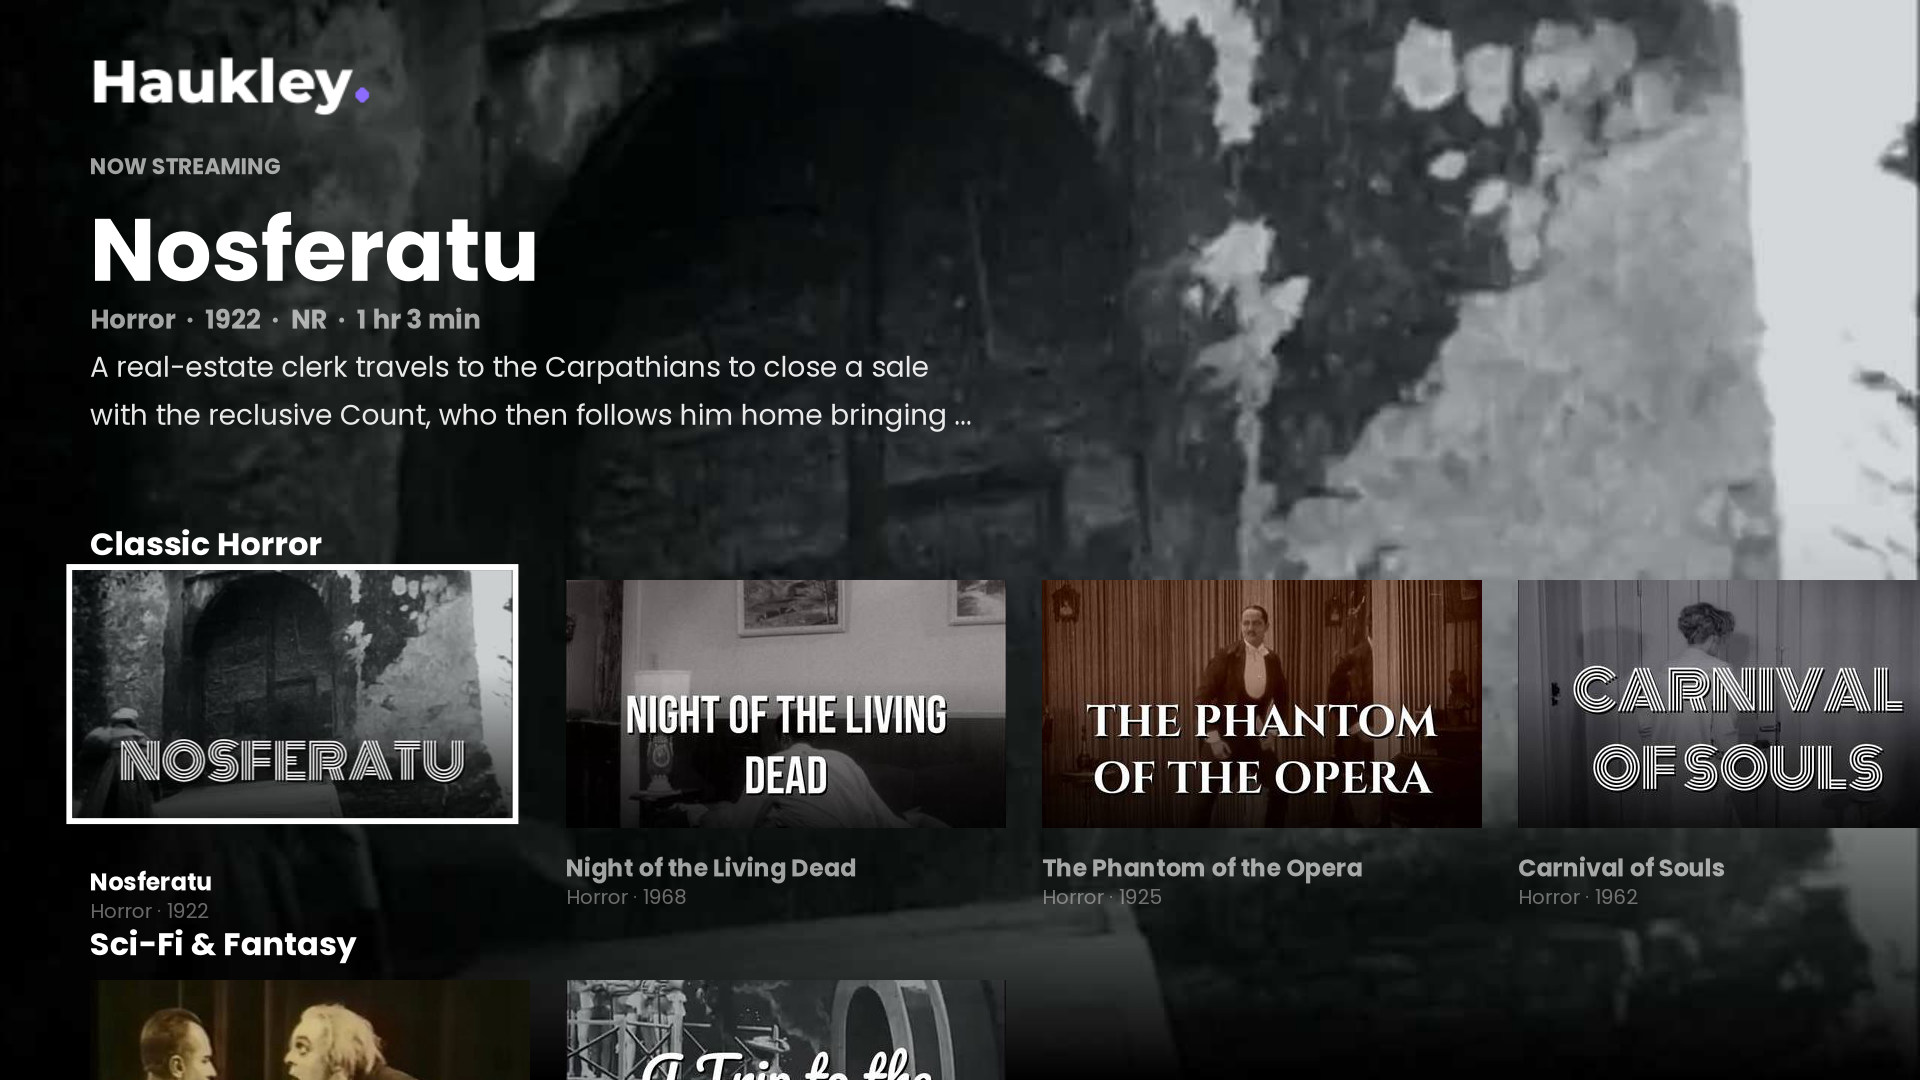 Haukley.
NOW STREAMING
Nosferatu
Horror · 1922 · NR · 1 hr 3 min
A real-estate clerk travels to the Carpathians to close a sale
with the reclusive Count, who then follows him home bringing ...
Classic Horror
NOSFERATU
NIGHT OF THE LIVING
DEAD
THE PHANTOM
OF THE OPERA
CARNIVAL
OF SOULS
Nosferatu
Horror · 1922
Night of the Living Dead
Horror · 1968
The Phantom of the Opera
Horror · 1925
Carnival of Souls
Horror · 1962
Sci-Fi & Fantasy
A Trip to the